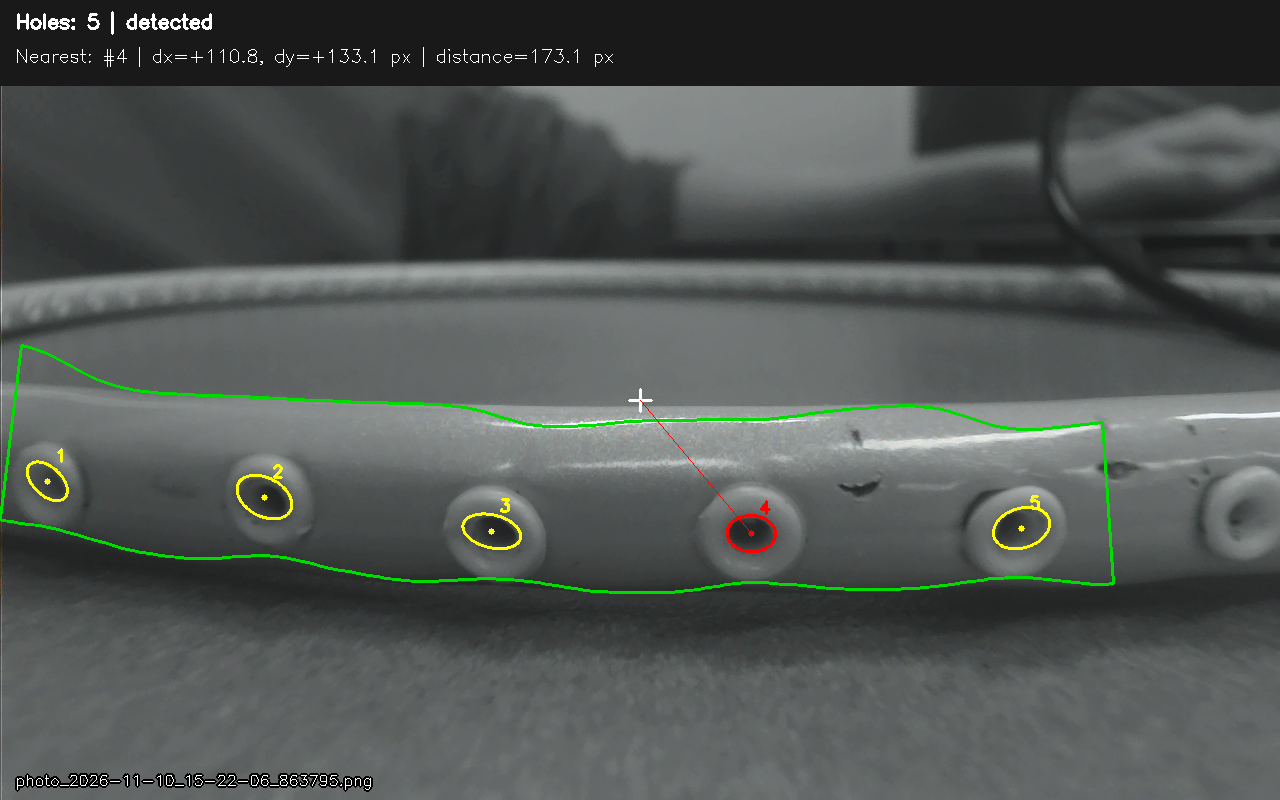 Holes: 5 | detected
Nearest: #4 | dx=+110.8, dy=+133.1 px | distance=173.1 px
1
2
3
4
5
photo_2026-11-10_15-22-06_863795.png